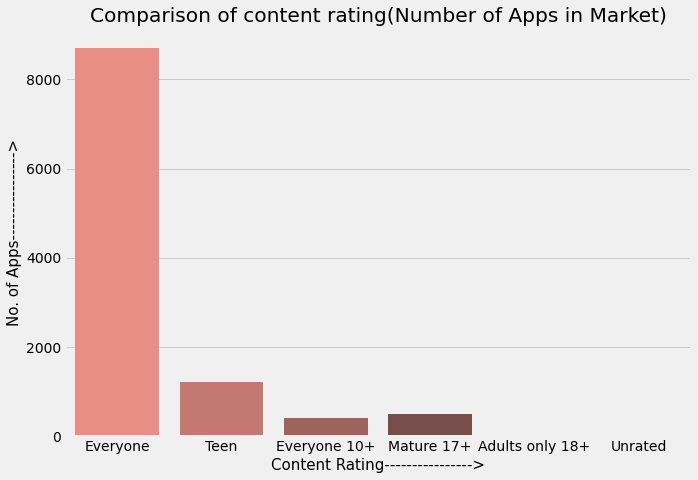 Comparison of content rating(Number of Apps in Market)
No. of Apps------------------>
8000
6000
4000
2000
0
Everyone Teen Everyone 10+ Mature 17+ Adults only 18+ Unrated
Content Rating---------------->